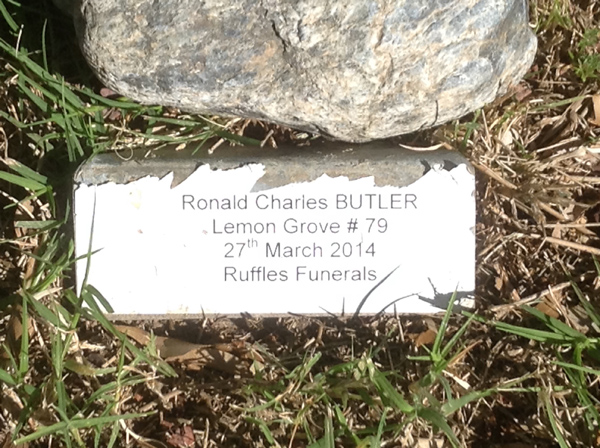 Ronald Charles BUTLER
Lemon Grove # 79
27th March 2014
Ruffles Funerals